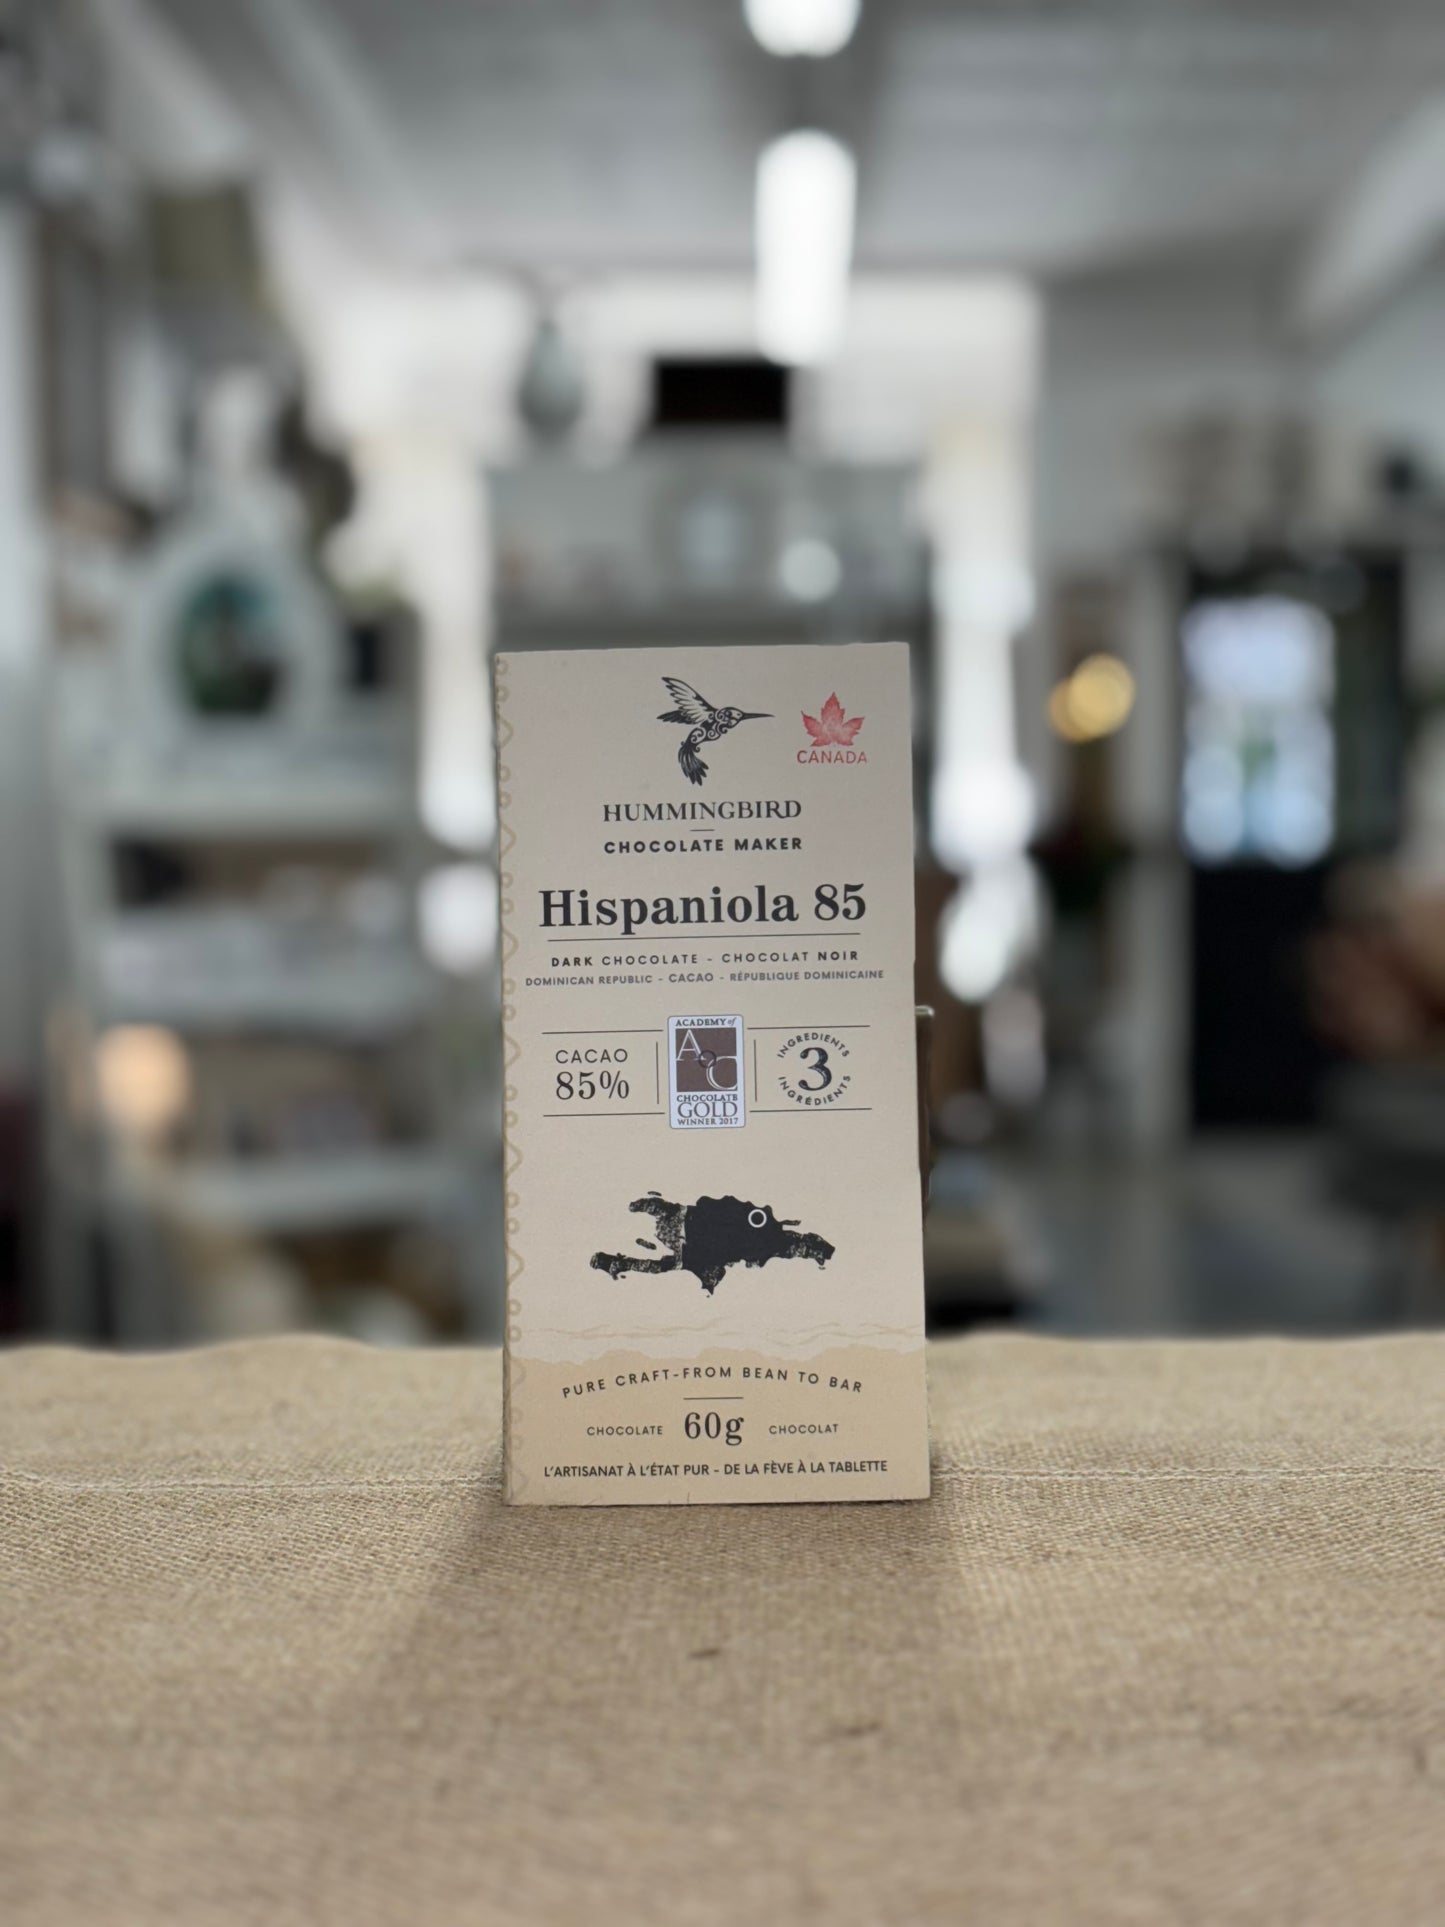 CANADA
HUMMINGBIRD
CHOCOLATE MAKER
Hispaniola 85
DARK CHOCOLATE - CHOCOLAT NOIR
DOMINICAN REPUBLIC - CACAO - RÉPUBLIQUE DOMINICAINE
CACAO
85%
ACADEMY of
A o C
CHOCOLATE
GOLD
WINNER 2017
INGREDIENTS
3
INGRÉDIENTS
PURE CRAFT-FROM BEAN TO BAR
CHOCOLATE 60g CHOCOLAT
L'ARTISANAT À L'ÉTAT PUR - DE LA FÈVE À LA TABLETTE